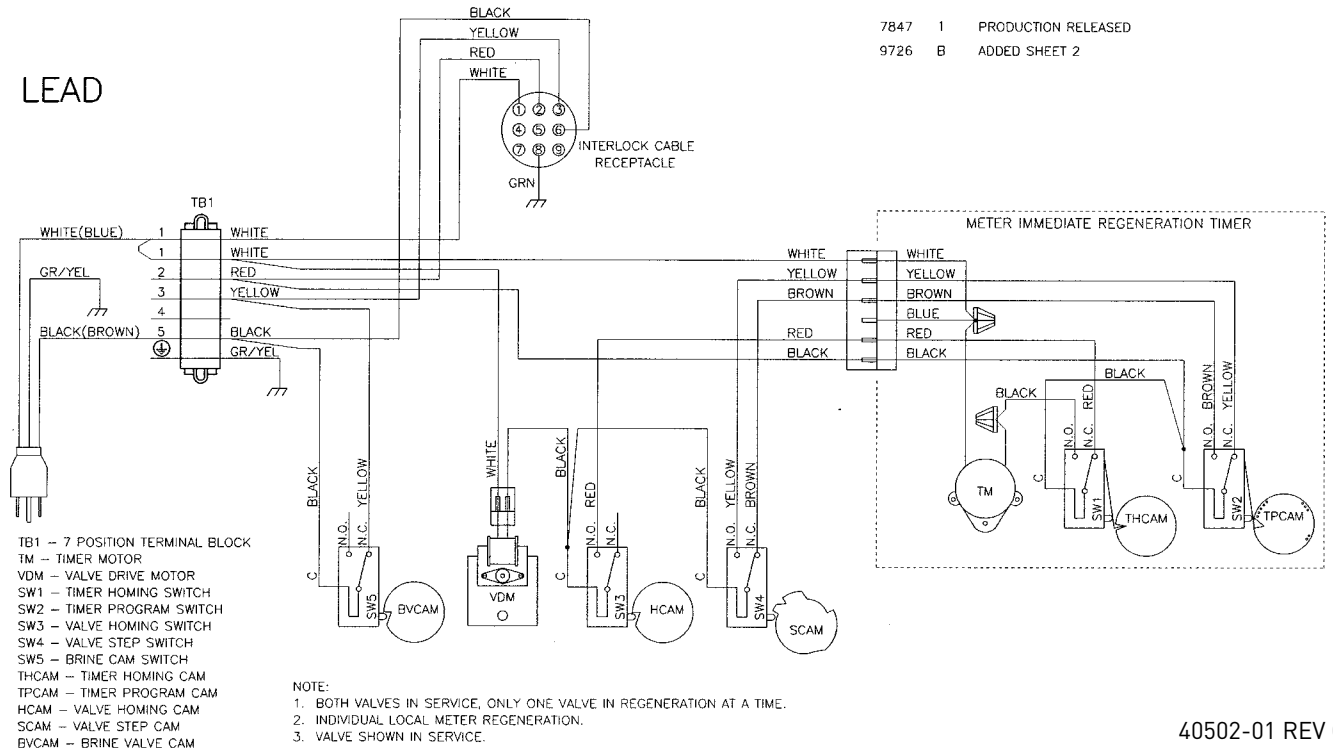 BLACK
YELLOW
RED
WHITE
7847 1 PRODUCTION RELEASED
9726 B ADDED SHEET 2
LEAD
1 2 3
4 5 6
7 8 9
INTERLOCK CABLE
RECEPTACLE
GRN
TB1
METER IMMEDIATE REGENERATION TIMER
WHITE(BLUE) 1 WHITE
1 WHITE
GR/YEL 2 RED
3 YELLOW
4
BLACK(BROWN) 5 BLACK
GR/YEL
WHITE WHITE
YELLOW YELLOW
BROWN BROWN
BLUE
RED RED
BLACK BLACK
BLACK
BLACK
RED
BROWN
YELLOW
N.O.
N.C.
N.O.
N.C.
C
C
TM
SW1
THCAM
SW2
TPCAM
BLACK
YELLOW
WHITE
BLACK
RED
BLACK
YELLOW
BROWN
N.O.
N.C.
N.O.
N.C.
N.O.
N.C.
C
C
C
SW5
BVCAM
VDM
SW3
HCAM
SW4
SCAM
TB1 – 7 POSITION TERMINAL BLOCK
TM – TIMER MOTOR
VDM – VALVE DRIVE MOTOR
SW1 – TIMER HOMING SWITCH
SW2 – TIMER PROGRAM SWITCH
SW3 – VALVE HOMING SWITCH
SW4 – VALVE STEP SWITCH
SW5 – BRINE CAM SWITCH
THCAM – TIMER HOMING CAM
TPCAM – TIMER PROGRAM CAM
HCAM – VALVE HOMING CAM
SCAM – VALVE STEP CAM
BVCAM – BRINE VALVE CAM
NOTE:
1. BOTH VALVES IN SERVICE, ONLY ONE VALVE IN REGENERATION AT A TIME.
2. INDIVIDUAL LOCAL METER REGENERATION.
3. VALVE SHOWN IN SERVICE.
40502-01 REV